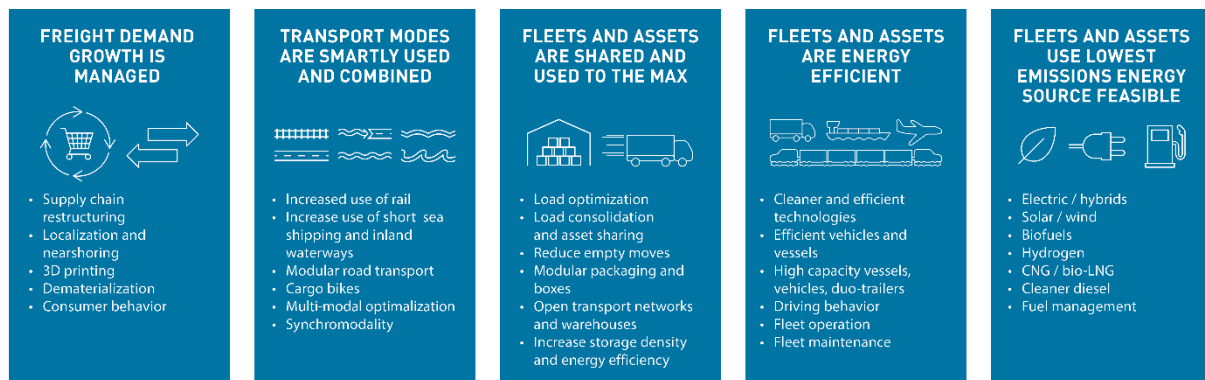 FREIGHT DEMAND
GROWTH IS
MANAGED
• Supply chain
restructuring
• Localization and
nearshoring
• 3D printing
• Dematerialization
• Consumer behavior
TRANSPORT MODES
ARE SMARTLY USED
AND COMBINED
• Increased use of rail
• Increase use of short sea
shipping and inland
waterways
• Modular road transport
• Cargo bikes
• Multi-modal optimalization
• Synchromodality
FLEETS AND ASSETS
ARE SHARED AND
USED TO THE MAX
• Load optimization
• Load consolidation
and asset sharing
• Reduce empty moves
• Modular packaging and
boxes
• Open transport networks
and warehouses
• Increase storage density
and energy efficiency
FLEETS AND ASSETS
ARE ENERGY
EFFICIENT
• Cleaner and efficient
technologies
• Efficient vehicles and
vessels
• High capacity vessels,
vehicles, duo-trailers
• Driving behavior
• Fleet operation
• Fleet maintenance
FLEETS AND ASSETS
USE LOWEST
EMISSIONS ENERGY
SOURCE FEASIBLE
• Electric / hybrids
• Solar / wind
• Biofuels
• Hydrogen
• CNG / bio-LNG
• Cleaner diesel
• Fuel management